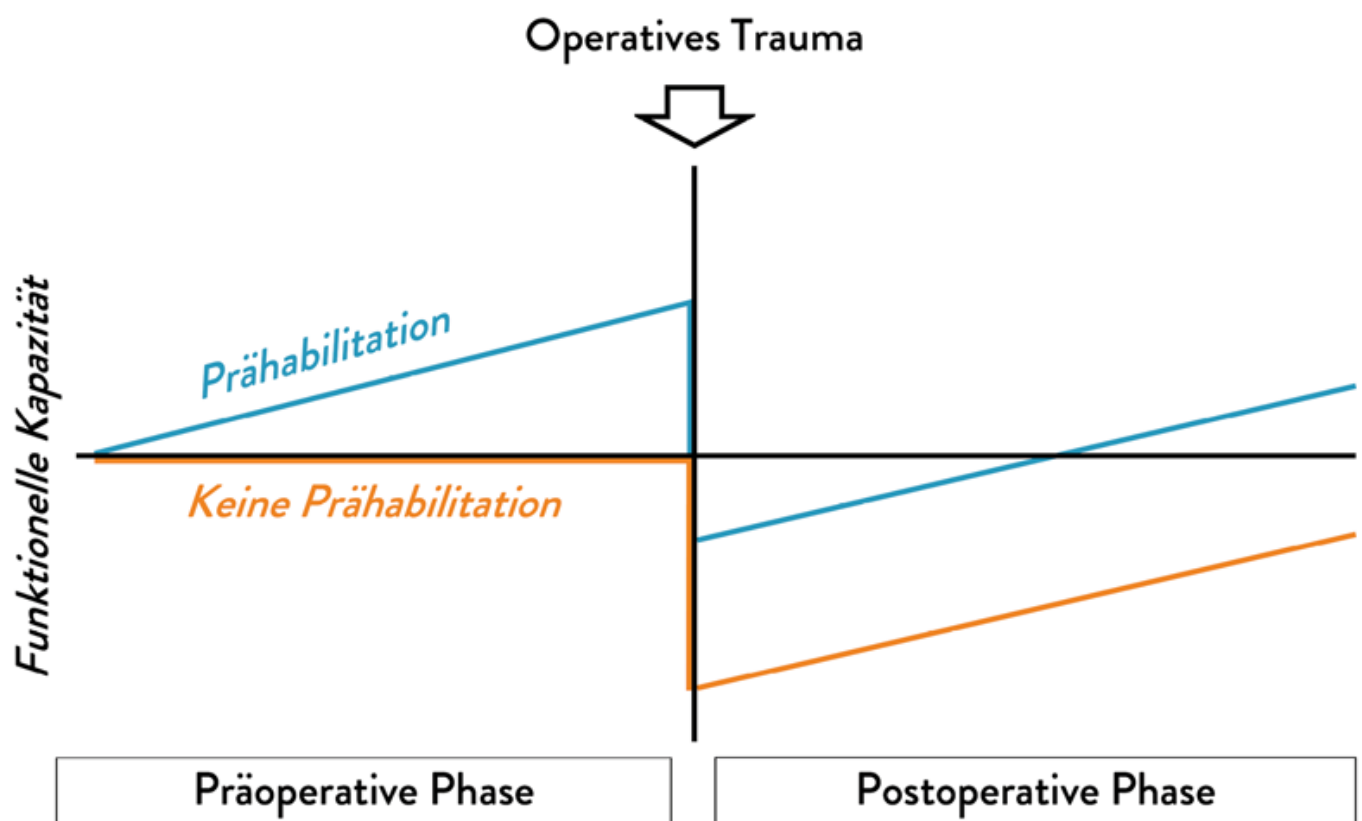 Operatives Trauma
Funktionelle Kapazität
Prähabilitation
Keine Prähabilitation
Präoperative Phase
Postoperative Phase